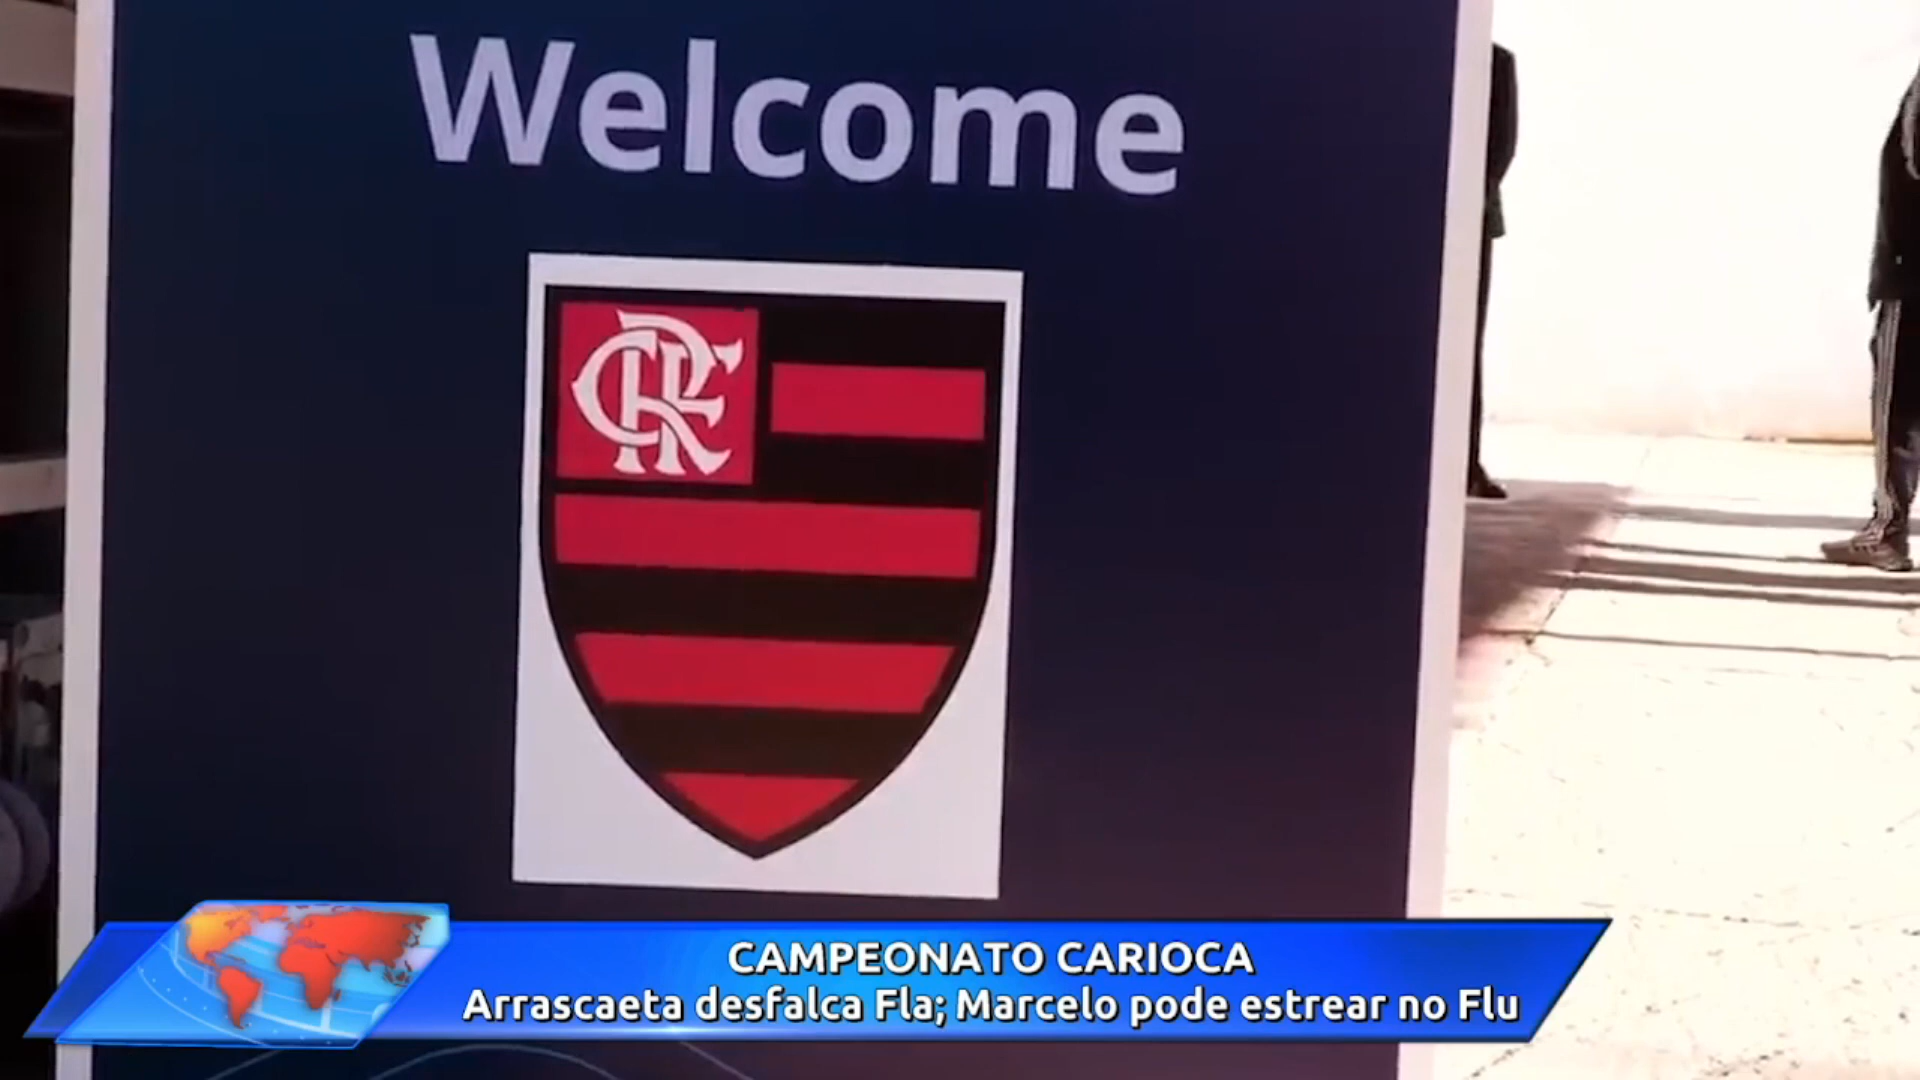 Welcome
CRF
CAMPEONATO CARIOCA
Arrascaeta desfalca Fla; Marcelo pode estrear no Flu